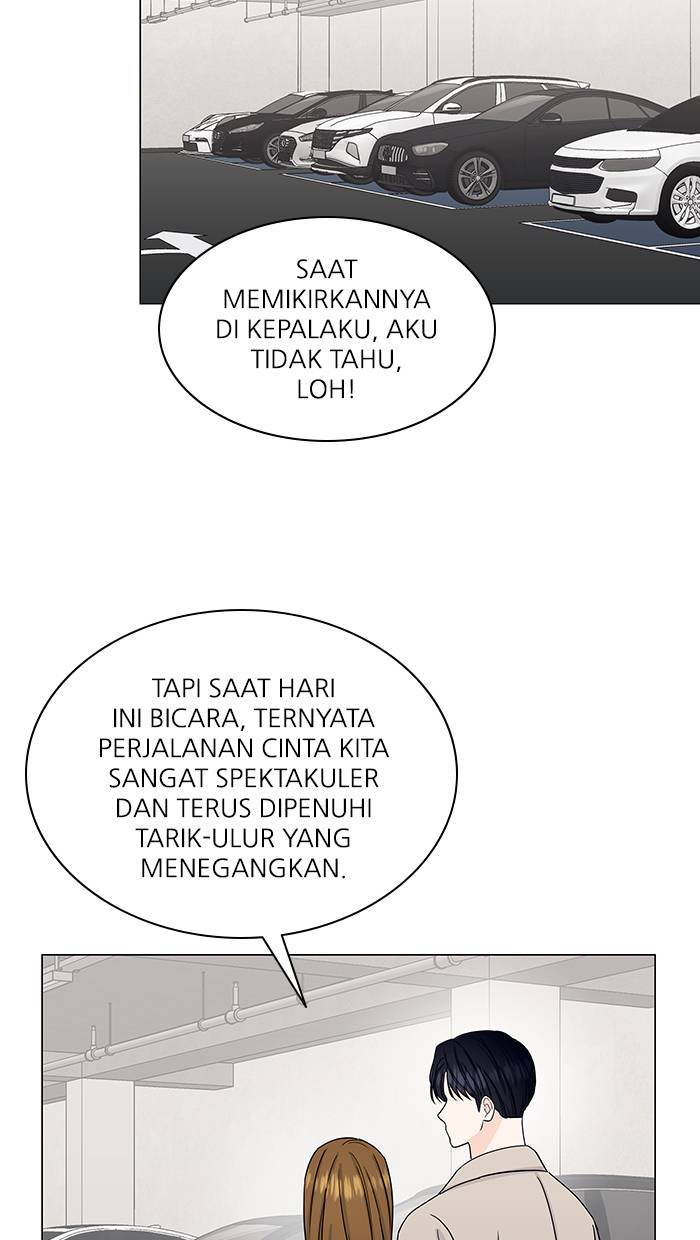 SAAT
MEMIKIRKANNYA
DI KEPALAKU, AKU
TIDAK TAHU,
LOH!
TAPI SAAT HARI
INI BICARA, TERNYATA
PERJALANAN CINTA KITA
SANGAT SPEKTAKULER
DAN TERUS DIPENUHI
TARIK-ULUR YANG
MENEGANGKAN.